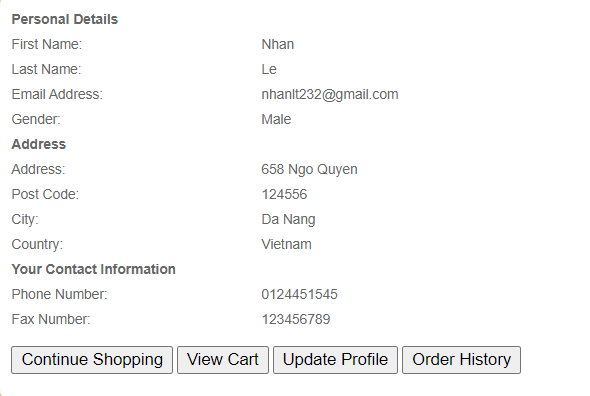 Personal Details
First Name: Nhan
Last Name: Le
Email Address: nhanlt232@gmail.com
Gender: Male
Address
Address: 658 Ngo Quyen
Post Code: 124556
City: Da Nang
Country: Vietnam
Your Contact Information
Phone Number: 0124451545
Fax Number: 123456789
Continue Shopping View Cart Update Profile Order History